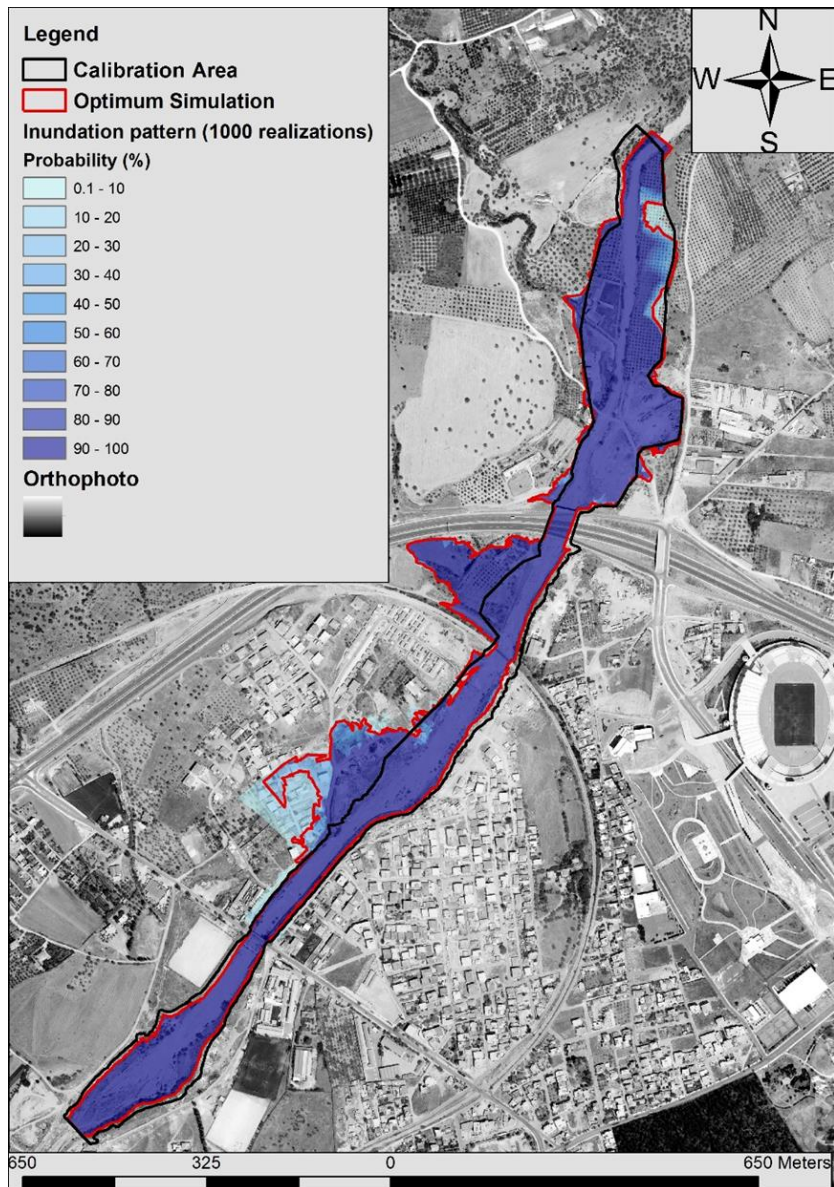 Legend
Calibration Area
Optimum Simulation
Inundation pattern (1000 realizations)
Probability (%)
0.1 - 10
10 - 20
20 - 30
30 - 40
40 - 50
50 - 60
60 - 70
70 - 80
80 - 90
90 - 100
Orthophoto
N
W E
S
650 325 0 650 Meters